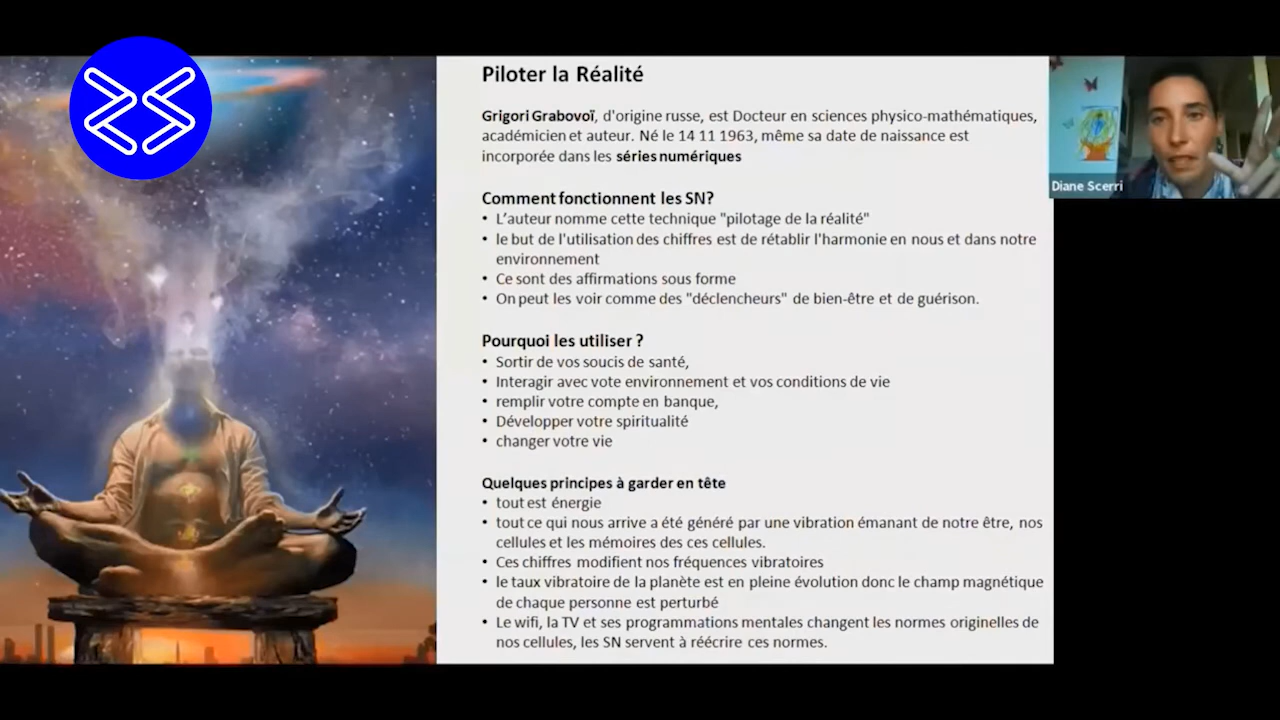 Piloter la Réalité
Grigori Grabovoï, d'origine russe, est Docteur en sciences physico-mathématiques,
académicien et auteur. Né le 14 11 1963, même sa date de naissance est
incorporée dans les séries numériques
Comment fonctionnent les SN?
• L'auteur nomme cette technique "pilotage de la réalité"
• le but de l'utilisation des chiffres est de rétablir l'harmonie en nous et dans notre
environnement
• Ce sont des affirmations sous forme
• On peut les voir comme des "déclencheurs" de bien-être et de guérison.
Pourquoi les utiliser ?
• Sortir de vos soucis de santé,
• Interagir avec vote environnement et vos conditions de vie
• remplir votre compte en banque,
• Développer votre spiritualité
• changer votre vie
Quelques principes à garder en tête
• tout est énergie
• tout ce qui nous arrive a été généré par une vibration émanant de notre être, nos
cellules et les mémoires des ces cellules.
• Ces chiffres modifient nos fréquences vibratoires
• le taux vibratoire de la planète est en pleine évolution donc le champ magnétique
de chaque personne est perturbé
• Le wifi, la TV et ses programmations mentales changent les normes originelles de
nos cellules, les SN servent à réécrire ces normes.
Diane Scerri